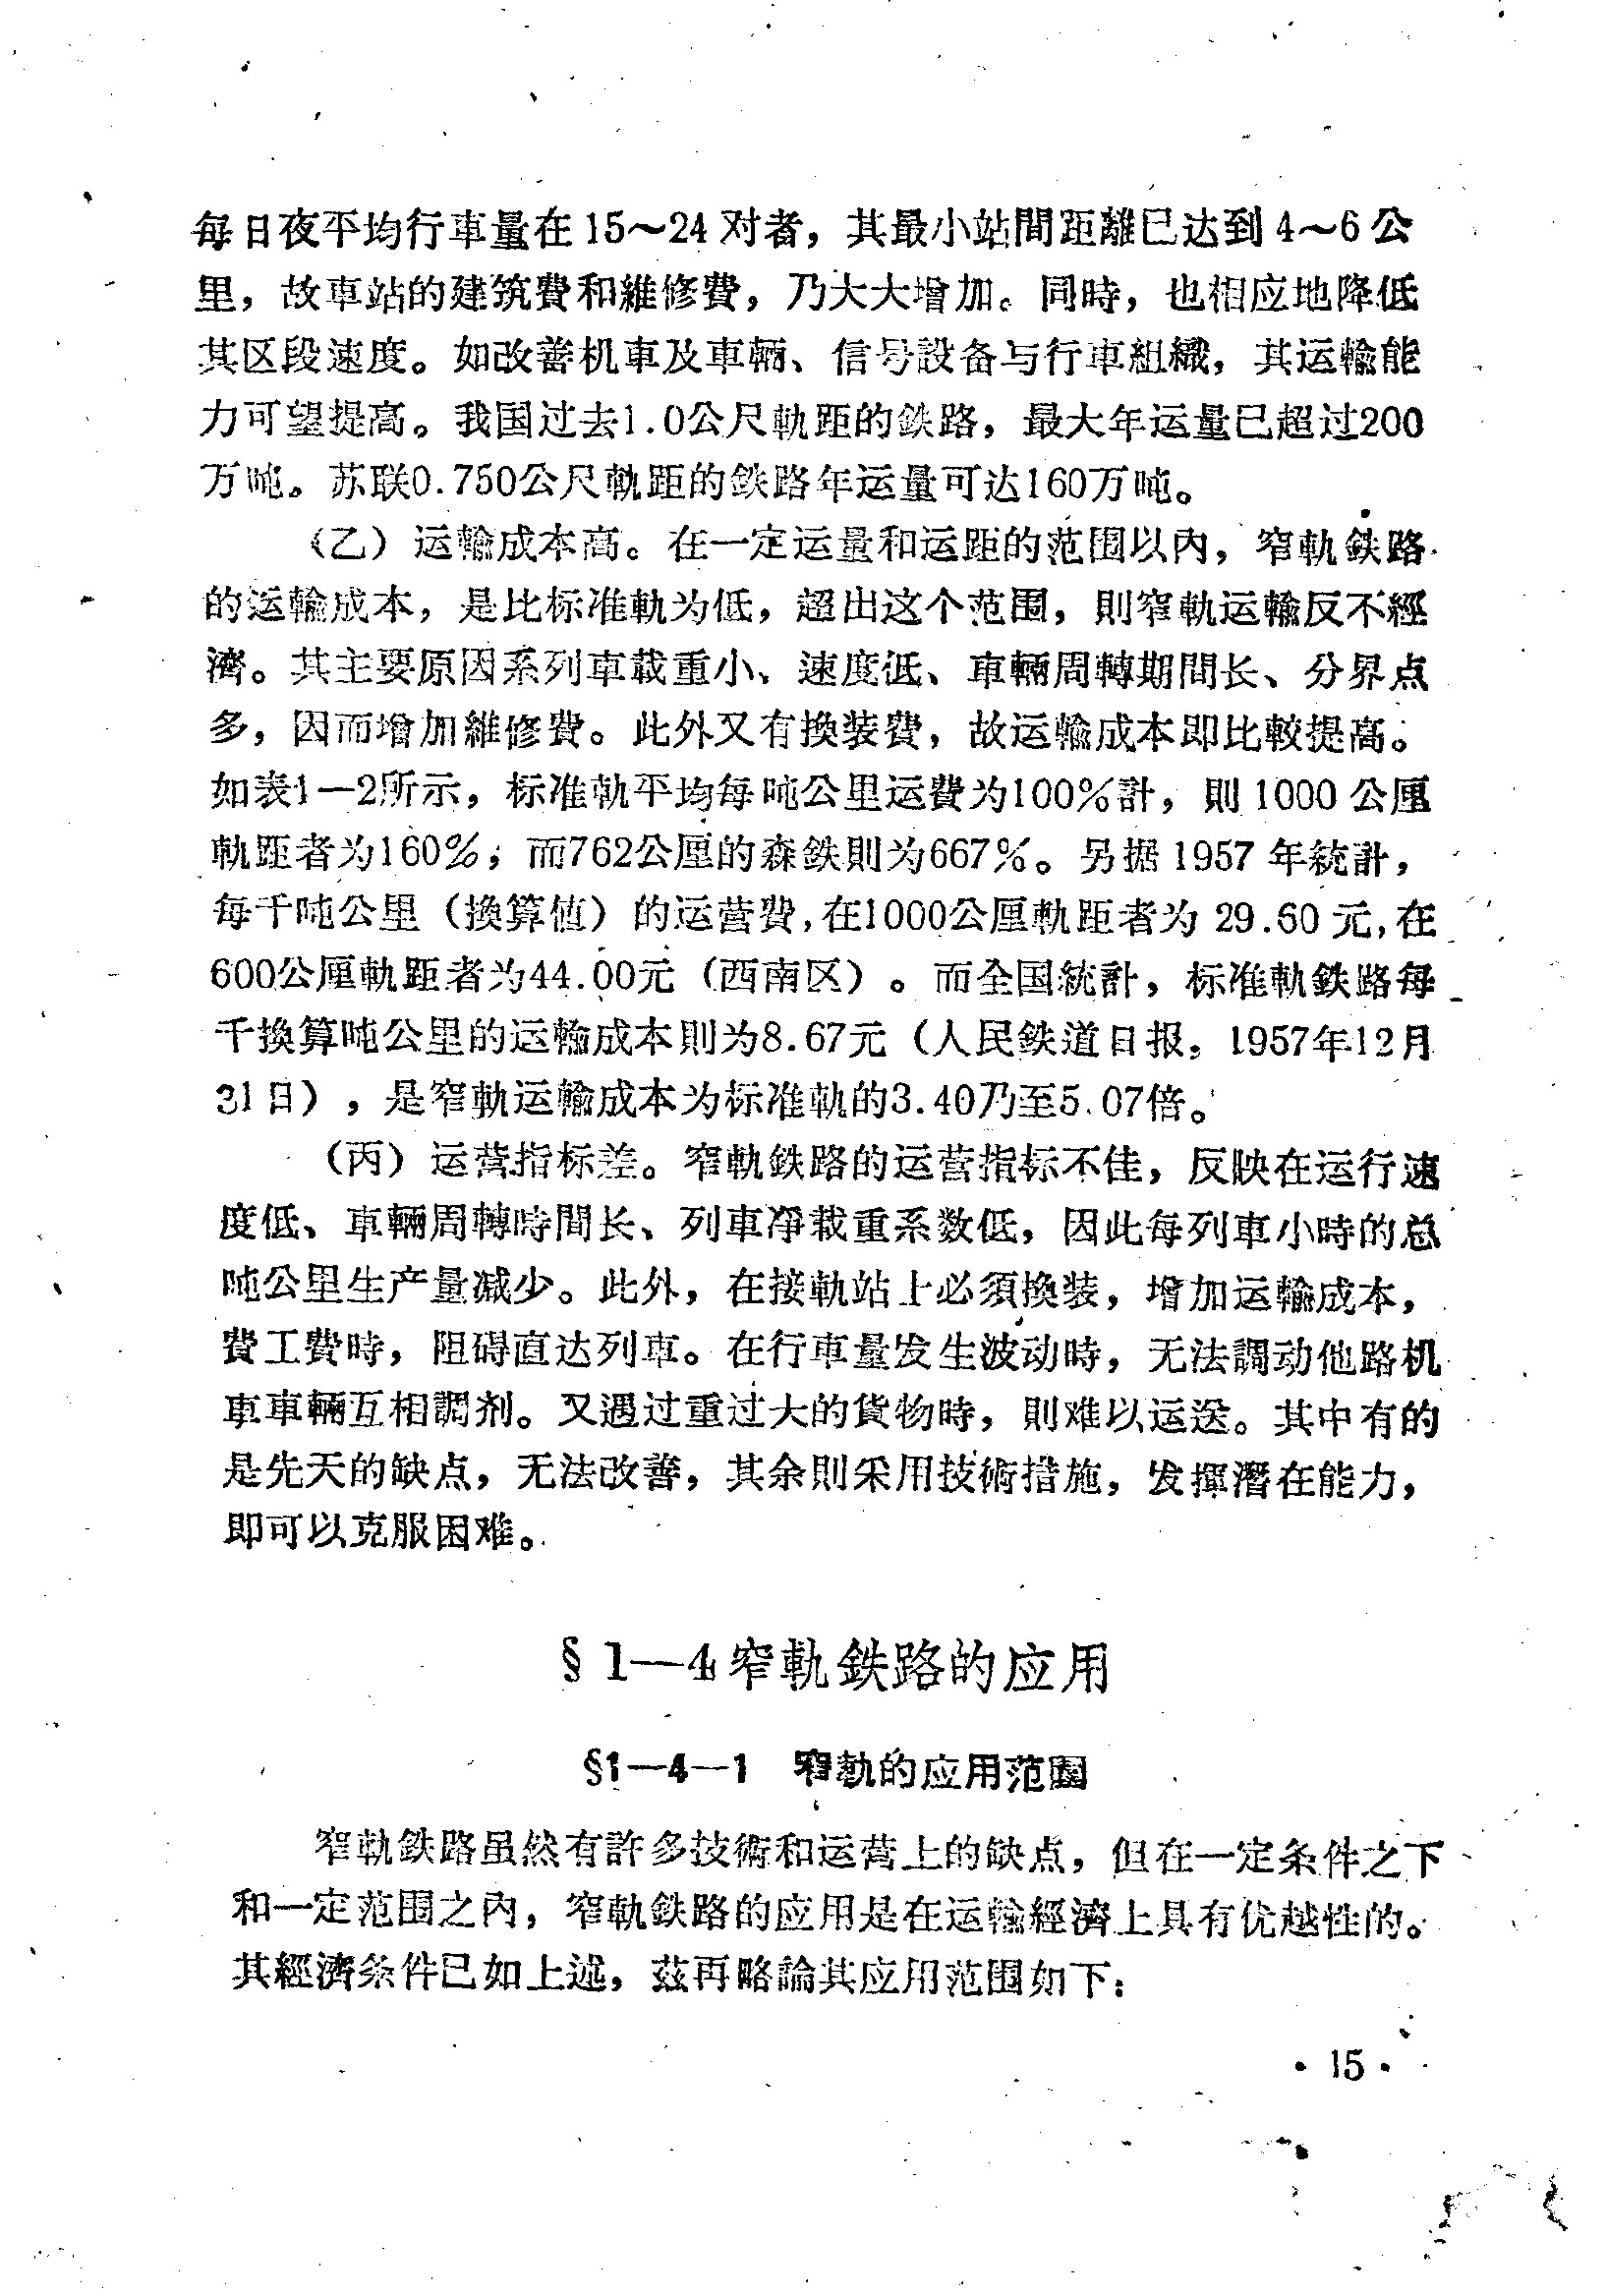 每日夜平均行車量在15～24对者，其最小站間距離已达到4～6公
里，故車站的建筑費和維修費，乃大大增加。同時，也相应地降低
其区段速度。如改善机車及車輛、信号設备与行車組織，其运輸能
力可望提高。我国过去1.0公尺軌距的鉄路，最大年运量已超过200
万吨。苏联0.750公尺軌距的鉄路年运量可达160万吨。
（乙）运輸成本高。在一定运量和运距的范围以內，窄軌鉄路
的运輸成本，是比标准軌为低，超出这个范围，則窄軌运輸反不經
濟。其主要原因系列車載重小、速度低、車輛周轉期間长、分界点
多，因而增加維修費。此外又有換装費，故运輸成本即比較提高。
如表1—2所示，标准軌平均每吨公里运費为100%計，則1000公厘
軌距者为160%；而762公厘的森鉄則为667%。另据1957年統計，
每千吨公里（換算值）的运营費，在1000公厘軌距者为29.60元，在
600公厘軌距者为44.00元（西南区）。而全国統計，标准軌鉄路每
千換算吨公里的运輸成本則为8.67元（人民鉄道日报，1957年12月
31日），是窄軌运輸成本为标准軌的3.40乃至5.07倍。
（丙）运营指标差。窄軌鉄路的运营指标不佳，反映在运行速
度低、車輛周轉時間长、列車凈載重系数低，因此每列車小時的总
吨公里生产量减少。此外，在接軌站上必須換装，增加运輸成本，
費工費時，阻碍直达列車。在行車量发生波动時，无法調动他路机
車車輛互相調剂。又遇过重过大的貨物時，則难以运送。其中有的
是先天的缺点，无法改善，其余則采用技術措施，发揮潛在能力，
即可以克服困难。
§1—4窄軌鉄路的应用
§1—4—1 窄軌的应用范圍
窄軌鉄路虽然有許多技術和运营上的缺点，但在一定条件之下
和一定范围之內，窄軌鉄路的应用是在运輸經濟上具有优越性的。
其經濟条件已如上述，茲再略論其应用范围如下：
·15·